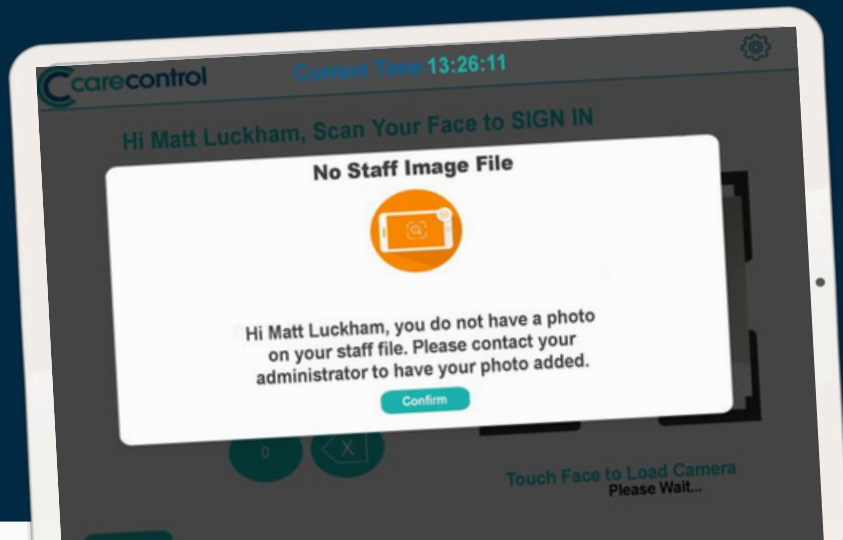 carecontrol
Current Time:13:26:11
Hi Matt Luckham, Scan Your Face to SIGN IN
No Staff Image File
Hi Matt Luckham, you do not have a photo
on your staff file. Please contact your
administrator to have your photo added.
Confirm
0
X
Touch Face to Load Camera
Please Wait...